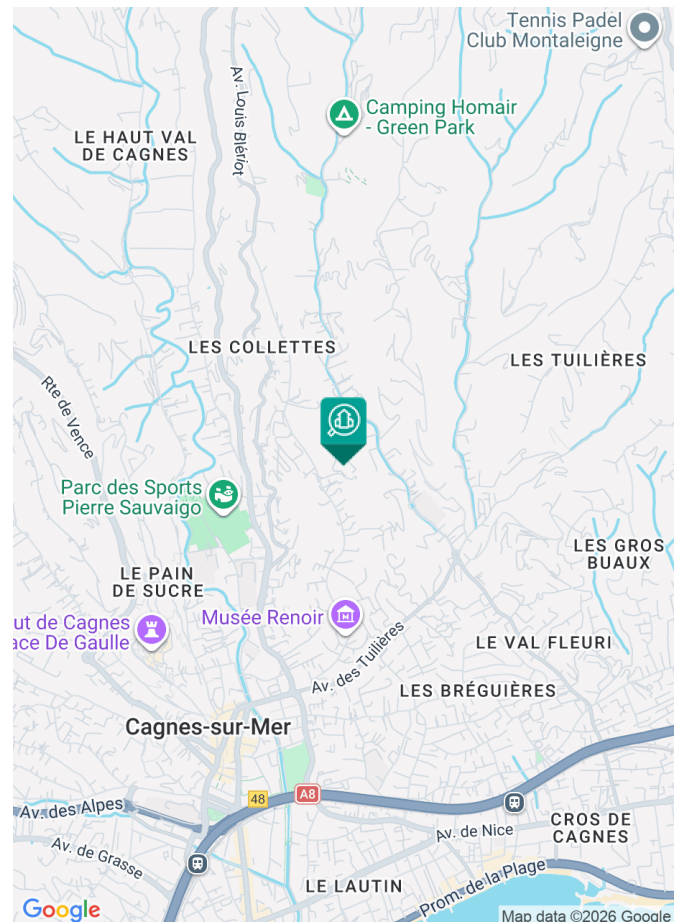 Tennis Padel
Club Montaleigne
Av. Louis Blériot
Camping Homair
- Green Park
LE HAUT VAL
DE CAGNES
LES COLLETTES
LES TUILIÈRES
Rte de Vence
Parc des Sports
Pierre Sauvaigo
LES GROS
BUAUX
LE PAIN
DE SUCRE
ut de Cagnes
ace De Gaulle
Musée Renoir
M
LE VAL FLEURI
Av. des Tuilières
LES BRÉGUIÈRES
Cagnes-sur-Mer
48
A8
Av. des Alpes
Av. de Nice
CROS DE
CAGNES
Av. de Grasse
LE LAUTIN
Prom. de la Plage
Google
Map data ©2026 Google